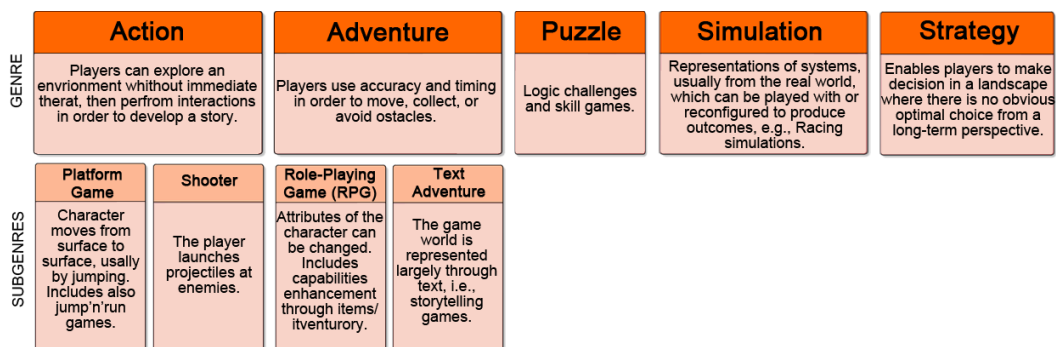 GENRE
Action
Players can explore an
envrionment whithout immediate
therat, then perfrom interactions
in order to develop a story.
Adventure
Players use accuracy and timing
in order to move, collect, or
avoid ostacles.
Puzzle
Logic challenges
and skill games.
Simulation
Representations of systems,
usually from the real world,
which can be played with or
reconfigured to produce
outcomes, e.g., Racing
simulations.
Strategy
Enables players to make
decision in a landscape
where there is no obvious
optimal choice from a
long-term perspective.
SUBGENRES
Platform
Game
Character
moves from
surface to
surface, usally
by jumping.
Includes also
jump'n'run
games.
Shooter
The player
launches
projectiles at
enemies.
Role-Playing
Game (RPG)
Attributes of the
character can
be changed.
Includes
capabilities
enhancement
through items/
itventurory.
Text
Adventure
The game
world is
represented
largely through
text, i.e.,
storytelling
games.